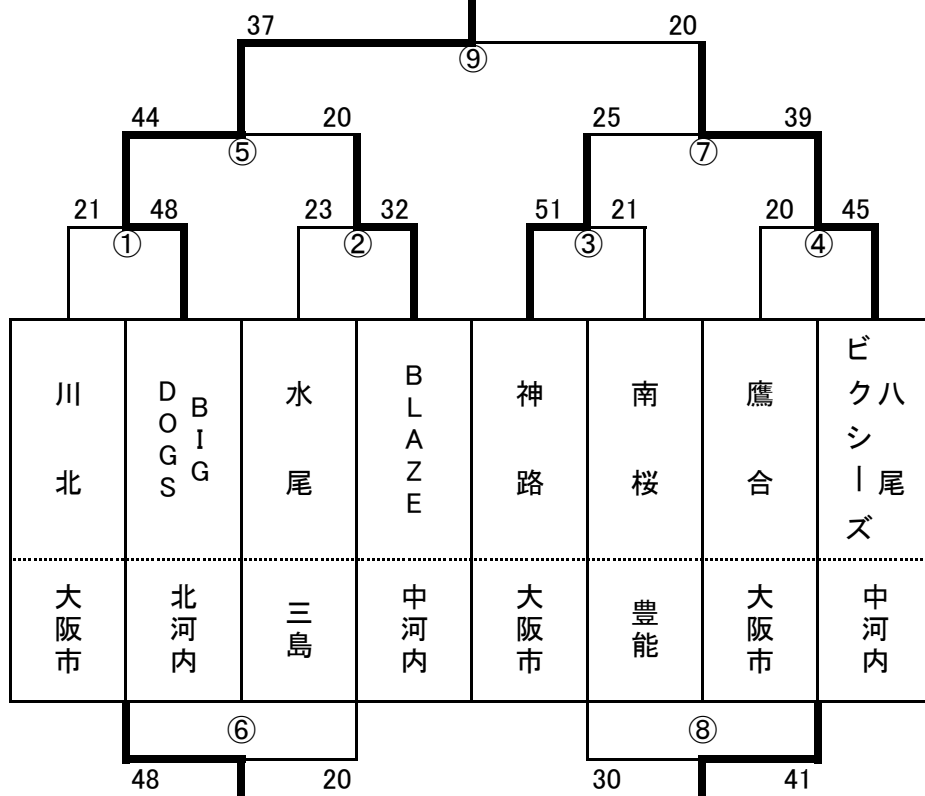 37 20
⑨
44 20 25 39
⑤ ⑦
21 48 23 32 51 21 20 45
① ② ③ ④
川北
BIG
DOGS
水尾
BLAZE
神路
南桜
鷹合
八尾
ビクシーズ
大阪市
北河内
三島
中河内
大阪市
豊能
大阪市
中河内
⑥ ⑧
48 20 30 41